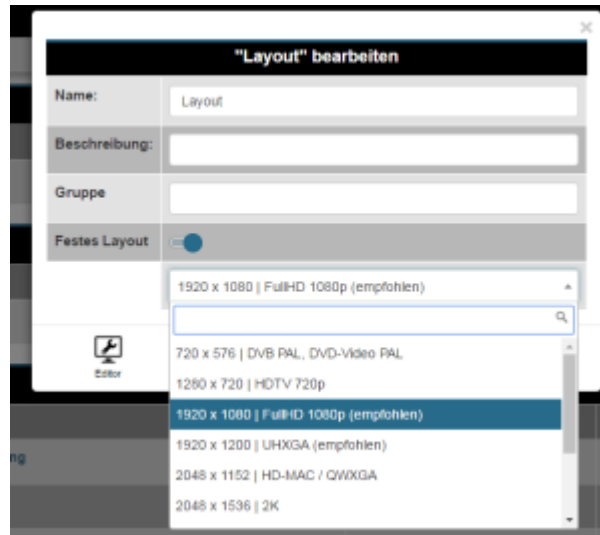 "Layout" bearbeiten
Name:
Layout
Beschreibung:
Gruppe
Festes Layout
1920 x 1080 | FullHD 1080p (empfohlen)
720 x 576 | DVB PAL, DVD-Video PAL
1280 x 720 | HDTV 720p
1920 x 1080 | FullHD 1080p (empfohlen)
1920 x 1200 | UHXGA (empfohlen)
2048 x 1152 | HD-MAC / QWXGA
2048 x 1536 | 2K
Editor
ng